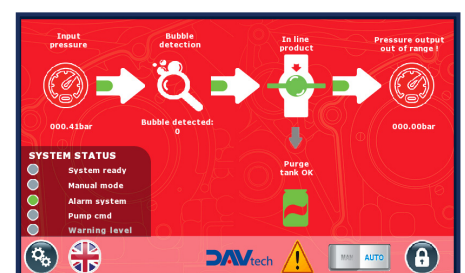 Input
pressure
Bubble
detection
In line
product
Pressure output
out of range !
000.41bar
Bubble detected:
0
000.00bar
Purge
tank OK
SYSTEM STATUS
System ready
Manual mode
Alarm system
Pump cmd
Warning level
DAVtech
MAN AUTO